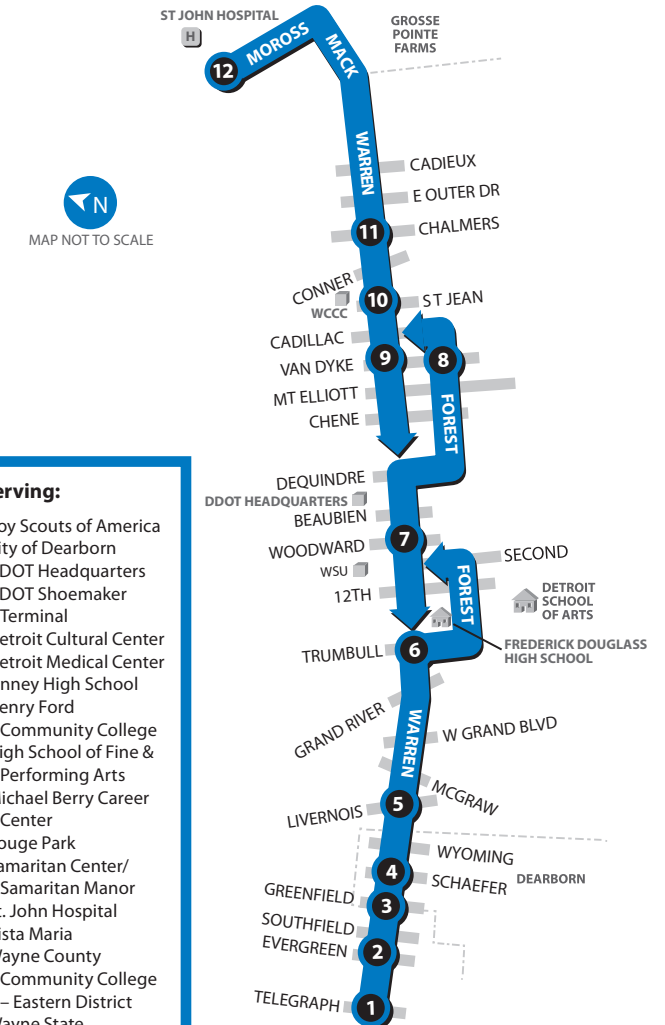 ST JOHN HOSPITAL
H
GROSSE
POINTE
FARMS
MOROSS
MACK
12
WARREN
CADIEUX
E OUTER DR
N
MAP NOT TO SCALE
11
CHALMERS
CONNER
10
ST JEAN
WCCC
CADILLAC
9
8
VAN DYKE
MT ELLIOTT
CHENE
FOREST
DEQUINDRE
DDOT HEADQUARTERS
BEAUBIEN
7
WOODWARD
SECOND
WSU
FOREST
12TH
DETROIT
SCHOOL
OF ARTS
FREDERICK DOUGLASS
HIGH SCHOOL
TRUMBULL
6
GRAND RIVER
WARREN
W GRAND BLVD
MCGRAW
LIVERNOIS
5
WYOMING
4
SCHAEFER
DEARBORN
GREENFIELD
3
SOUTHFIELD
EVERGREEN
2
TELEGRAPH
1
erving:
oy Scouts of America
ity of Dearborn
DOT Headquarters
DOT Shoemaker
Terminal
etroit Cultural Center
etroit Medical Center
nney High School
enry Ford
Community College
igh School of Fine &
Performing Arts
ichael Berry Career
Center
ouge Park
amaritan Center/
Samaritan Manor
t. John Hospital
ista Maria
ayne County
Community College
– Eastern District
ayne State